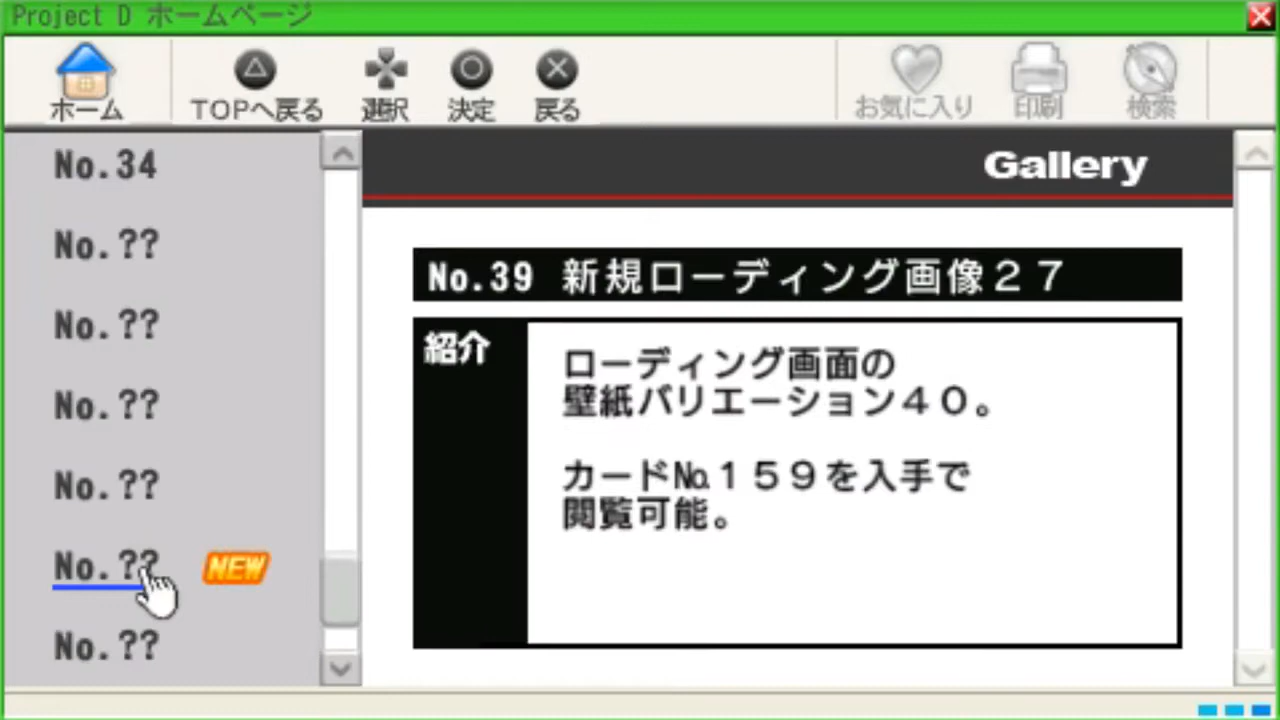 Project D ホームページ
ホーム
TOPへ戻る
選択
決定
戻る
お気に入り
印刷
検索
No.34
No.??
No.??
No.??
No.??
No.??
NEW
No.??
Gallery
No.39 新規ローディング画像２７
紹介
ローディング画面の
壁紙バリエーション４０。
カード№１５９を入手で
閲覧可能。